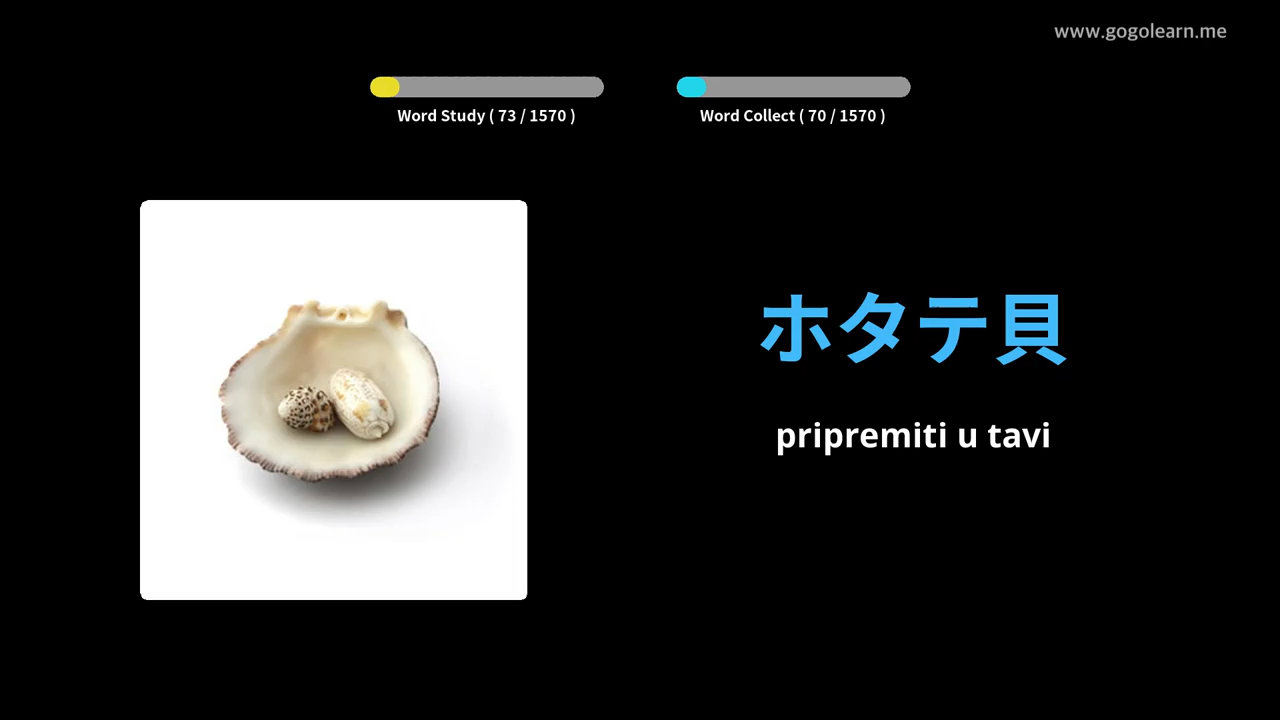 www.gogolearn.me
Word Study ( 73 / 1570 )
Word Collect ( 70 / 1570 )
ホタテ貝
pripremiti u tavi